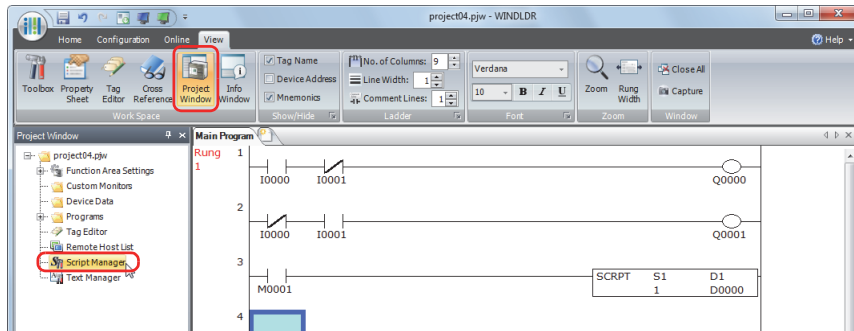 project04.pjw - WINDLDR
Home Configuration Online View Help
Tag Name
Device Address
Mnemonics
No. of Columns: 9
Line Width: 1
Comment Lines: 1
Verdana
10 B I U
Close All
Capture
Toolbox Property Sheet Tag Editor Cross Reference Project Window Info Window Zoom Rung Width
Work Space Show/Hide Ladder Font Zoom Window
Project Window
Main Program
project04.pjw
Function Area Settings
Custom Monitors
Device Data
Programs
Tag Editor
Remote Host List
Script Manager
Text Manager
Rung 1
1
I0000 I0001 Q0000
2
I0000 I0001 Q0001
3
M0001
SCRPT S1 D1
1 D0000
4